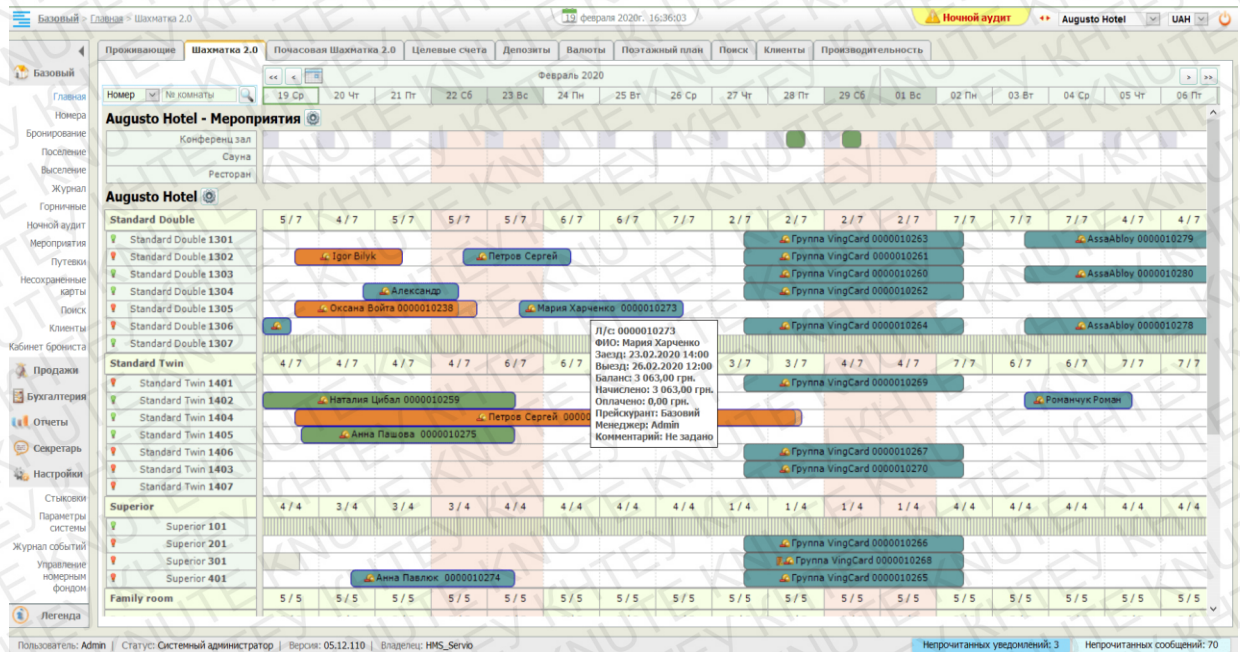 Базовый > Главная > Шахматка 2.0
19 февраля 2020г. 16:36:03
Ночной аудит
Augusto Hotel
UAH
Проживающие Шахматка 2.0 Почасовая Шахматка 2.0 Целевые счета Депозиты Валюты Поэтажный план Поиск Клиенты Производительность
Базовый
Главная
Номера
Бронирование
Поселение
Выселение
Журнал
Горничные
Ночной аудит
Мероприятия
Путевки
Несохраненные карты
Поиск
Клиенты
Кабинет брониста
Продажи
Бухгалтерия
Отчеты
Секретарь
Настройки
Стыковки
Параметры системы
Журнал событий
Управление номерным фондом
Легенда
<< < Февраль 2020 > >>
Номер № комнаты 19 Ср 20 Чт 21 Пт 22 Сб 23 Вс 24 Пн 25 Вт 26 Ср 27 Чт 28 Пт 29 Сб 01 Вс 02 Пн 03 Вт 04 Ср 05 Чт 06 Пт
Augusto Hotel - Мероприятия
Конференц зал
Сауна
Ресторан
Augusto Hotel
Standard Double 5 / 7 4 / 7 5 / 7 5 / 7 5 / 7 6 / 7 6 / 7 7 / 7 2 / 7 2 / 7 2 / 7 2 / 7 7 / 7 7 / 7 7 / 7 4 / 7 4 / 7
Standard Double 1301 Группа VingCard 0000010263 AssaAbloy 0000010279
Standard Double 1302 Igor Bilyk Петров Сергей Группа VingCard 0000010261
Standard Double 1303 Группа VingCard 0000010260 AssaAbloy 0000010280
Standard Double 1304 Александр Группа VingCard 0000010262
Standard Double 1305 Оксана Войта 0000010238 Мария Харченко 0000010273
Standard Double 1306 Группа VingCard 0000010264 AssaAbloy 0000010278
Standard Double 1307
Standard Twin 4 / 7 4 / 7 4 / 7 4 / 7 6 / 7 6 / 7 3 / 7 3 / 7 4 / 7 4 / 7 7 / 7 6 / 7 6 / 7 7 / 7 7 / 7
Standard Twin 1401 Группа VingCard 0000010269
Standard Twin 1402 Наталия Цибал 0000010259 Романчук Роман
Standard Twin 1404 Петров Сергей 00000
Standard Twin 1405 Анна Пашова 0000010275
Standard Twin 1406 Группа VingCard 0000010267
Standard Twin 1403 Группа VingCard 0000010270
Standard Twin 1407
Л/с: 0000010273
ФИО: Мария Харченко
Заезд: 23.02.2020 14:00
Выезд: 26.02.2020 12:00
Баланс: 3 063,00 грн.
Начислено: 3 063,00 грн.
Оплачено: 0,00 грн.
Прейскурант: Базовий
Менеджер: Admin
Комментарий: Не задано
Superior 4 / 4 3 / 4 3 / 4 3 / 4 4 / 4 4 / 4 4 / 4 4 / 4 1 / 4 1 / 4 1 / 4 1 / 4 4 / 4 4 / 4 4 / 4 4 / 4 4 / 4
Superior 101
Superior 201 Группа VingCard 0000010266
Superior 301 Группа VingCard 0000010268
Superior 401 Анна Павлюк 0000010274 Группа VingCard 0000010265
Family room 5 / 5 5 / 5 5 / 5 5 / 5 5 / 5 5 / 5 5 / 5 5 / 5 5 / 5 5 / 5 5 / 5 5 / 5 5 / 5 5 / 5 5 / 5 5 / 5 5 / 5
Пользователь: Admin | Статус: Системный администратор | Версия: 05.12.110 | Владелец: HMS_Servio
Непрочитанных уведомлений: 3 Непрочитанных сообщений: 70